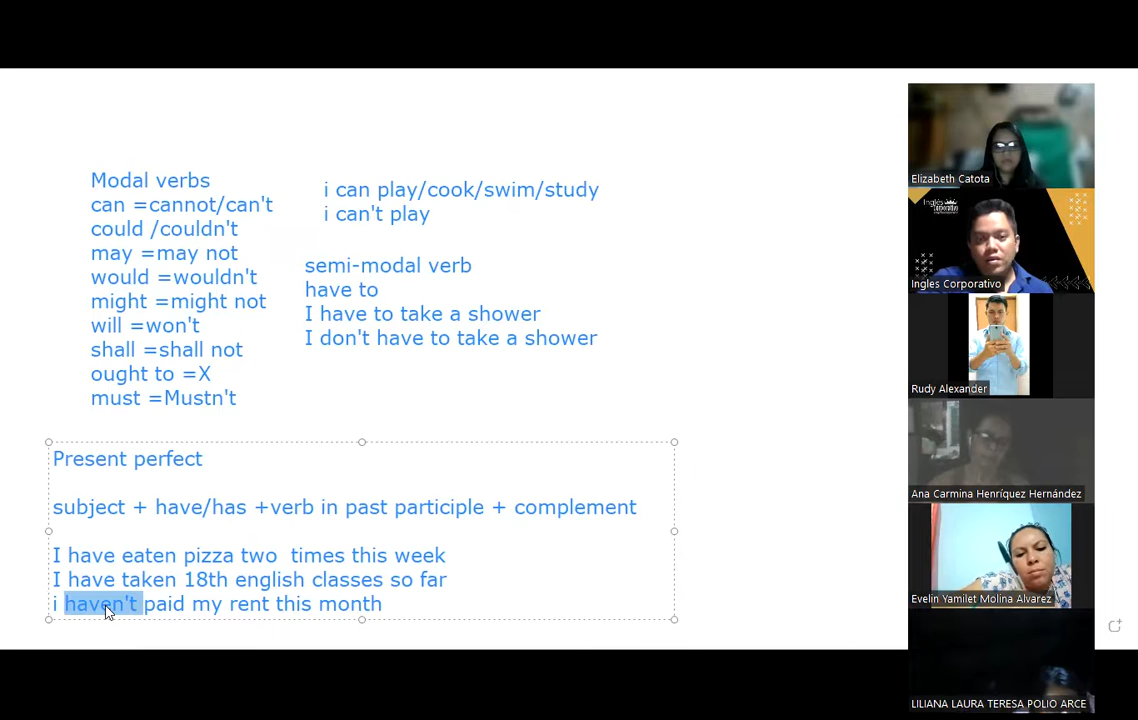 Modal verbs
can =cannot/can't
could /couldn't
may =may not
would =wouldn't
might =might not
will =won't
shall =shall not
ought to =X
must =Mustn't
i can play/cook/swim/study
i can't play
semi-modal verb
have to
I have to take a shower
I don't have to take a shower
Present perfect
subject + have/has +verb in past participle + complement
I have eaten pizza two  times this week
I have taken 18th english classes so far
i haven't paid my rent this month
Elizabeth Catota
Inglés
Ingles Corporativo
Rudy Alexander
Ana Carmina Henríquez Hernández
Evelin Yamilet Molina Alvarez
LILIANA LAURA TERESA POLIO ARCE